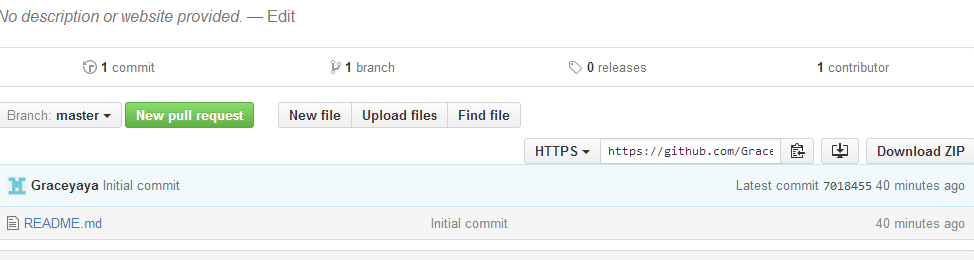 No description or website provided. — Edit
1 commit
1 branch
0 releases
1 contributor
Branch: master
New pull request
New file
Upload files
Find file
HTTPS
https://github.com/Grace
Download ZIP
Graceyaya Initial commit
Latest commit 7018455 40 minutes ago
README.md
Initial commit
40 minutes ago